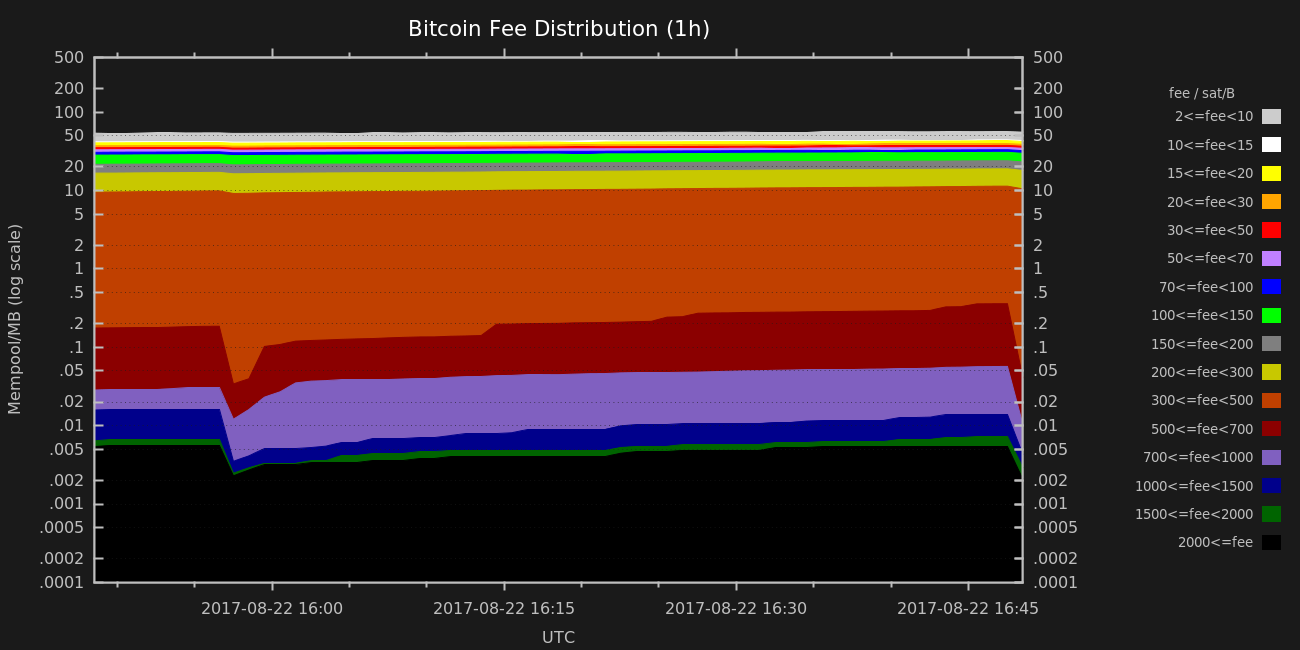 Bitcoin Fee Distribution (1h)
500
200
100
50
20
10
5
2
1
.5
.2
.1
.05
.02
.01
.005
.002
.001
.0005
.0002
.0001
Mempool/MB (log scale)
500
200
100
50
20
10
5
2
1
.5
.2
.1
.05
.02
.01
.005
.002
.001
.0005
.0002
.0001
2017-08-22 16:00
2017-08-22 16:15
2017-08-22 16:30
2017-08-22 16:45
UTC
fee / sat/B
2<=fee<10
10<=fee<15
15<=fee<20
20<=fee<30
30<=fee<50
50<=fee<70
70<=fee<100
100<=fee<150
150<=fee<200
200<=fee<300
300<=fee<500
500<=fee<700
700<=fee<1000
1000<=fee<1500
1500<=fee<2000
2000<=fee